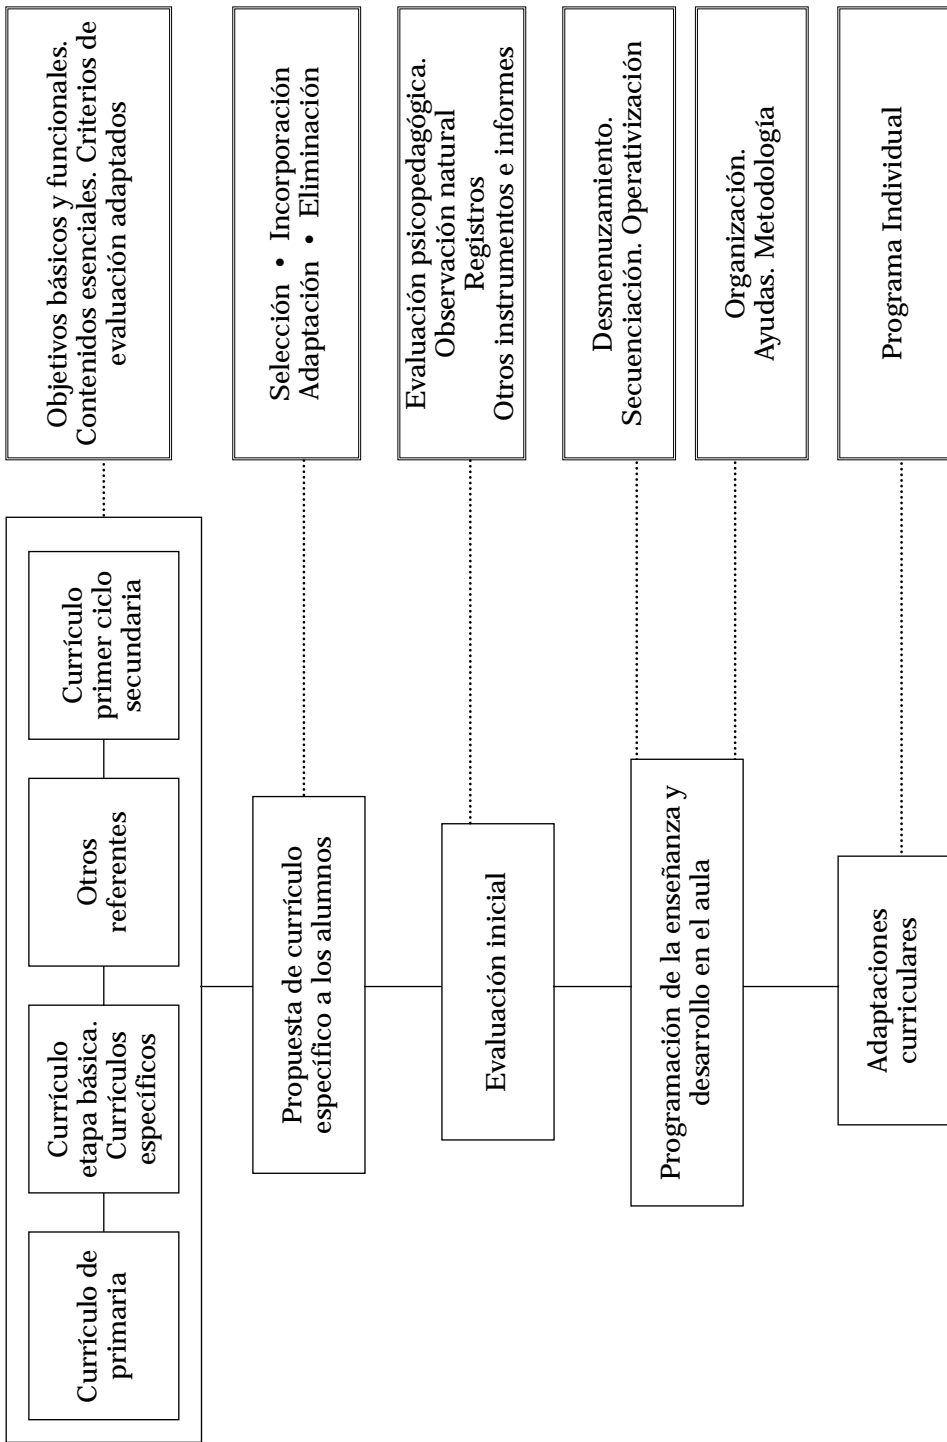 Currículo de
primaria
Currículo
etapa básica.
Currículos
específicos
Otros
referentes
Currículo
primer ciclo
secundaria
Objetivos básicos y funcionales.
Contenidos esenciales. Criterios de
evaluación adaptados
Propuesta de currículo
específico a los alumnos
Selección • Incorporación
Adaptación • Eliminación
Evaluación inicial
Evaluación psicopedagógica.
Observación natural
Registros
Otros instrumentos e informes
Programación de la enseñanza y
desarrollo en el aula
Desmenuzamiento.
Secuenciación. Operativización
Organización.
Ayudas. Metodología
Adaptaciones
curriculares
Programa Individual